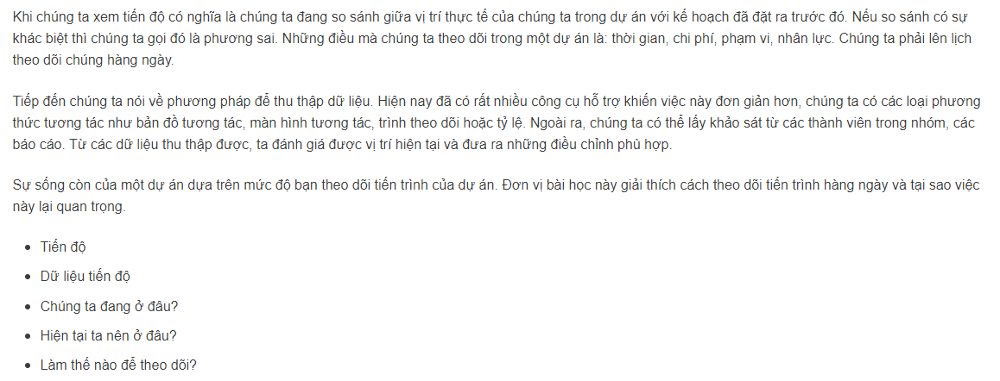 Khi chúng ta xem tiến độ có nghĩa là chúng ta đang so sánh giữa vị trí thực tế của chúng ta trong dự án với kế hoạch đã đặt ra trước đó. Nếu so sánh có sự
khác biệt thì chúng ta gọi đó là phương sai. Những điều mà chúng ta theo dõi trong một dự án là: thời gian, chi phí, phạm vi, nhân lực. Chúng ta phải lên lịch
theo dõi chúng hàng ngày.
Tiếp đến chúng ta nói về phương pháp để thu thập dữ liệu. Hiện nay đã có rất nhiều công cụ hỗ trợ khiến việc này đơn giản hơn, chúng ta có các loại phương
thức tương tác như bản đồ tương tác, màn hình tương tác, trình theo dõi hoặc tỷ lệ. Ngoài ra, chúng ta có thể lấy khảo sát từ các thành viên trong nhóm, các
báo cáo. Từ các dữ liệu thu thập được, ta đánh giá được vị trí hiện tại và đưa ra những điều chỉnh phù hợp.
Sự sống còn của một dự án dựa trên mức độ bạn theo dõi tiến trình của dự án. Đơn vị bài học này giải thích cách theo dõi tiến trình hàng ngày và tại sao việc
này lại quan trọng.
• Tiến độ
• Dữ liệu tiến độ
• Chúng ta đang ở đâu?
• Hiện tại ta nên ở đâu?
• Làm thế nào để theo dõi?